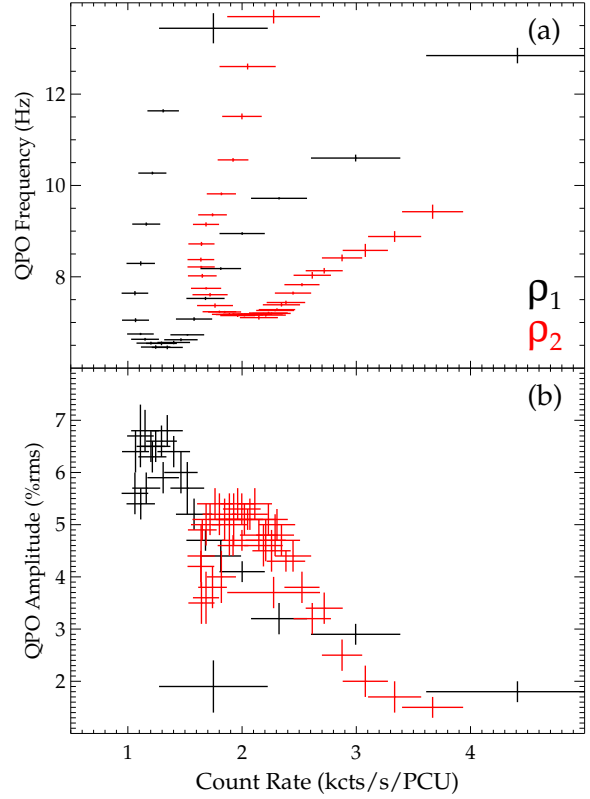 (a)
12
10
8
QPO Frequency (Hz)
ρ1
ρ2
(b)
7
6
5
4
3
2
QPO Amplitude (%rms)
1 2 3 4
Count Rate (kcts/s/PCU)